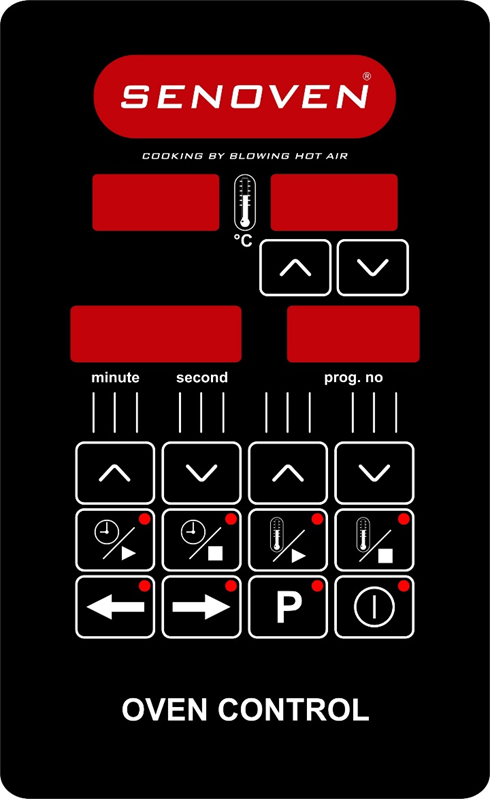 SENOVEN®
COOKING BY BLOWING HOT AIR
°C
minute second prog. no
P
OVEN CONTROL